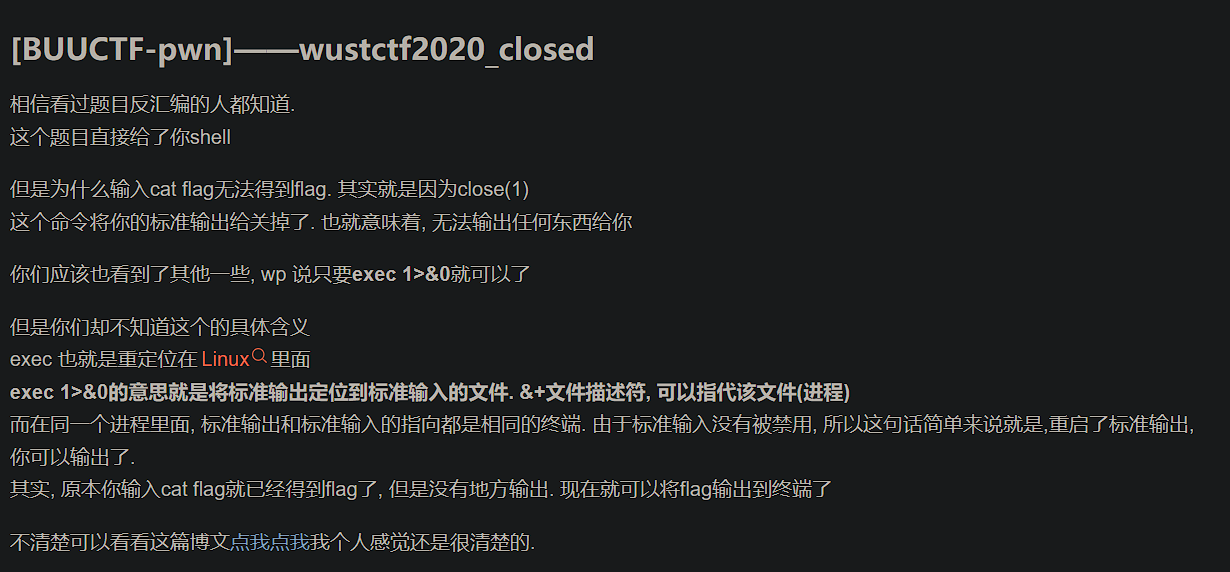 [BUUCTF-pwn]——wustctf2020_closed
相信看过题目反汇编的人都知道.
这个题目直接给了你shell
但是为什么输入cat flag无法得到flag. 其实就是因为close(1)
这个命令将你的标准输出给关掉了. 也就意味着, 无法输出任何东西给你
你们应该也看到了其他一些, wp 说只要exec 1>&0就可以了
但是你们却不知道这个的具体含义
exec 也就是重定位在 Linux 里面
exec 1>&0的意思就是将标准输出定位到标准输入的文件. &+文件描述符, 可以指代该文件(进程)
而在同一个进程里面, 标准输出和标准输入的指向都是相同的终端. 由于标准输入没有被禁用, 所以这句话简单来说就是,重启了标准输出,
你可以输出了.
其实, 原本你输入cat flag就已经得到flag了, 但是没有地方输出. 现在就可以将flag输出到终端了
不清楚可以看看这篇博文点我点我我个人感觉还是很清楚的.